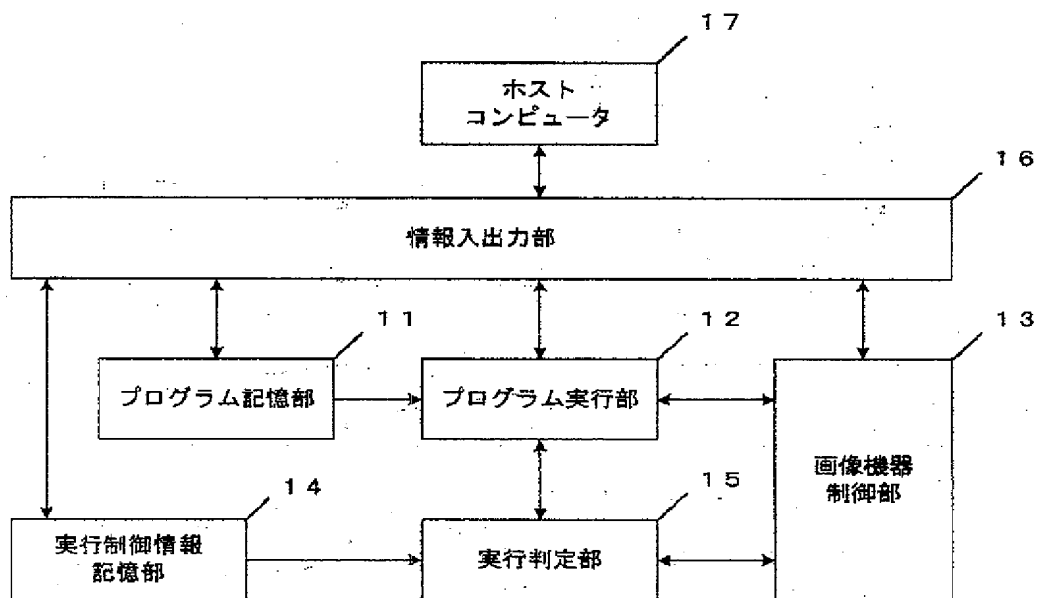 １７
ホスト
コンピュータ
１６
情報入出力部
１１
１２
１３
プログラム記憶部
プログラム実行部
画像機器
制御部
１４
１５
実行制御情報
記憶部
実行判定部